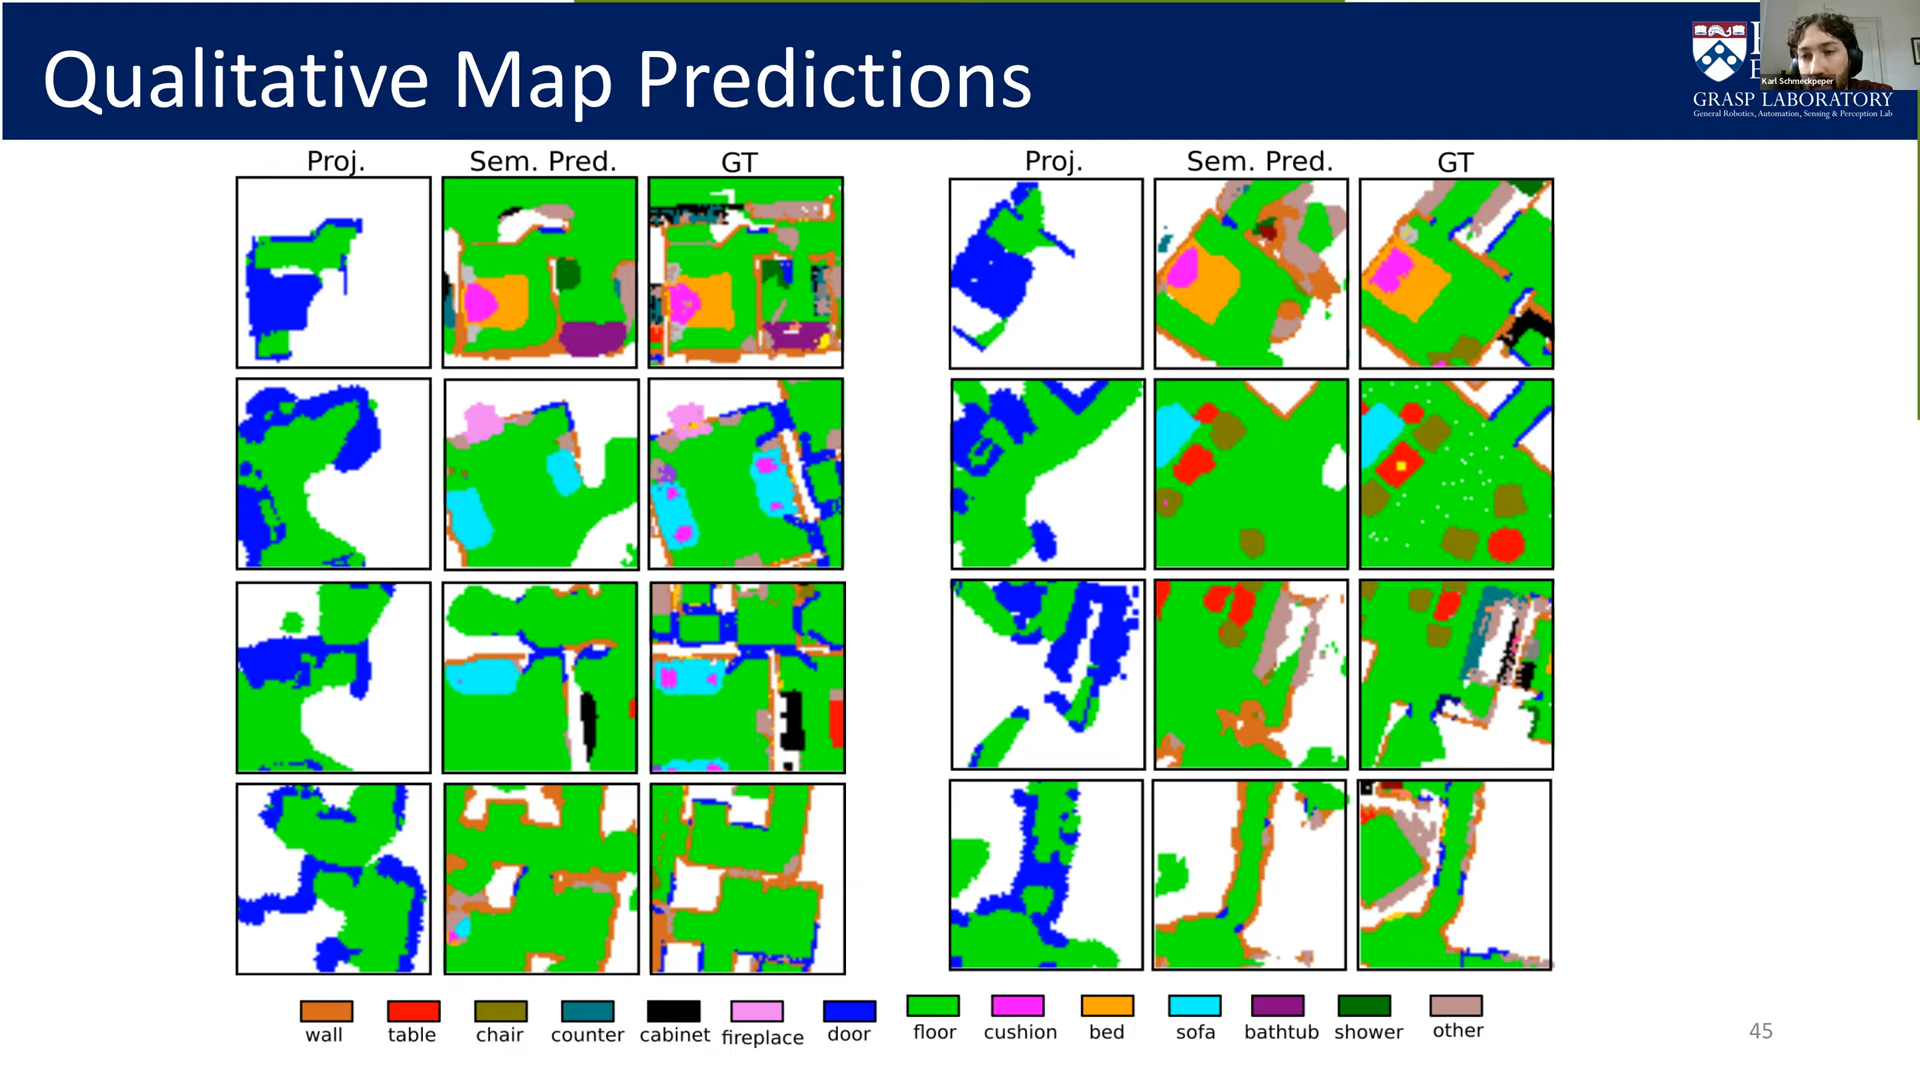 Qualitative Map Predictions
Karl Schmeckpeper
GRASP LABORATORY
General Robotics, Automation, Sensing & Perception Lab
Proj. Sem. Pred. GT Proj. Sem. Pred. GT
wall table chair counter cabinet fireplace door floor cushion bed sofa bathtub shower other
45